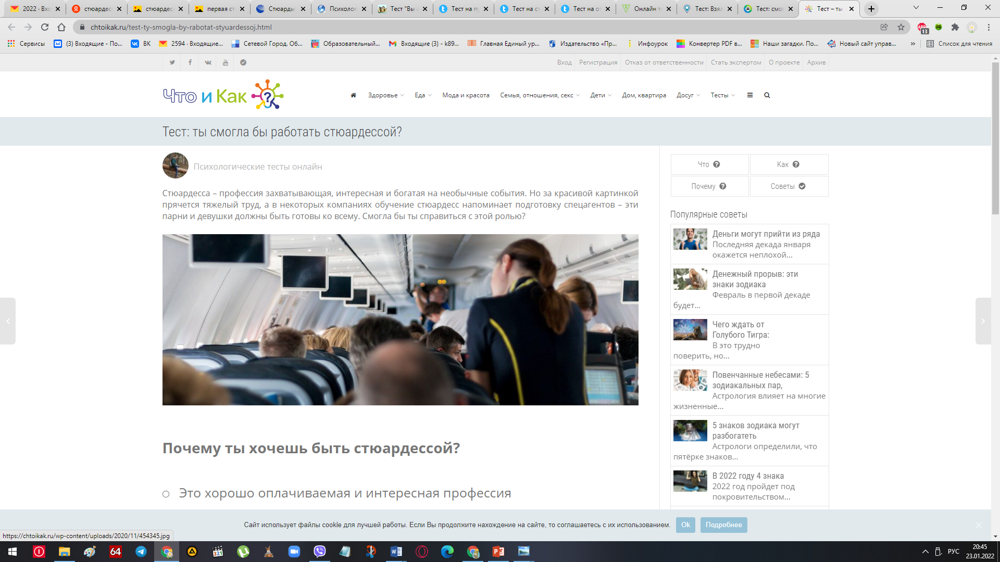 2022 · Вхо
стюардес
стюардес
первая ст
Стюарды
Психолог
Тест "Вы а
Тест на пу
Тест на ст
Тест на от
Онлайн т
Тест: Взял
Тест: смог
Тест – ты
chtoikak.ru/test-ty-smogla-by-rabotat-styuardessoj.html
ABP
13
Сервисы
(3) Входящие - По...
ВК
2594 · Входящие...
Сетевой Город. Об...
Образовательный...
Входящие (3) - k89...
Главная Единый ур...
Издательство «Пр...
Инфоурок
Конвертер PDF в...
Наши загадки. По...
Новый сайт управ...
»
Список для чтения
Вход
Регистрация
Отказ от ответственности
Стать экспертом
О проекте
Архив
Что и Как ?
Здоровье
Еда
Мода и красота
Семья, отношения, секс
Дети
Дом, квартира
Досуг
Тесты
Тест: ты смогла бы работать стюардессой?
Психологические тесты онлайн
Стюардесса – профессия захватывающая, интересная и богатая на необычные события. Но за красивой картинкой
прячется тяжелый труд, а в некоторых компаниях обучение стюардесс напоминает подготовку спецагентов – эти
парни и девушки должны быть готовы ко всему. Смогла бы ты справиться с этой ролью?
Почему ты хочешь быть стюардессой?
Это хорошо оплачиваемая и интересная профессия
Что ?
Как ?
Почему ?
Советы
Популярные советы
Деньги могут прийти из ряда
Последняя декада января
окажется неплохой...
Денежный прорыв: эти
знаки зодиака
Февраль в первой декаде
будет...
Чего ждать от
Голубого Тигра:
В это трудно
поверить, но...
Повенчанные небесами: 5
зодиакальных пар,
Астрология влияет на многие
жизненные...
5 знаков зодиака могут
разбогатеть
Астрологи определили, что
пятёрке знаков...
В 2022 году 4 знака
2022 год пройдет под
покровительством...
Сайт использует файлы cookie для лучшей работы. Если Вы продолжите нахождение на сайте, то соглашаетесь с их использованием.
Ok
Подробнее
https://chtoikak.ru/wp-content/uploads/2020/11/454345.jpg
64
321
РУС
20:45
23.01.2022